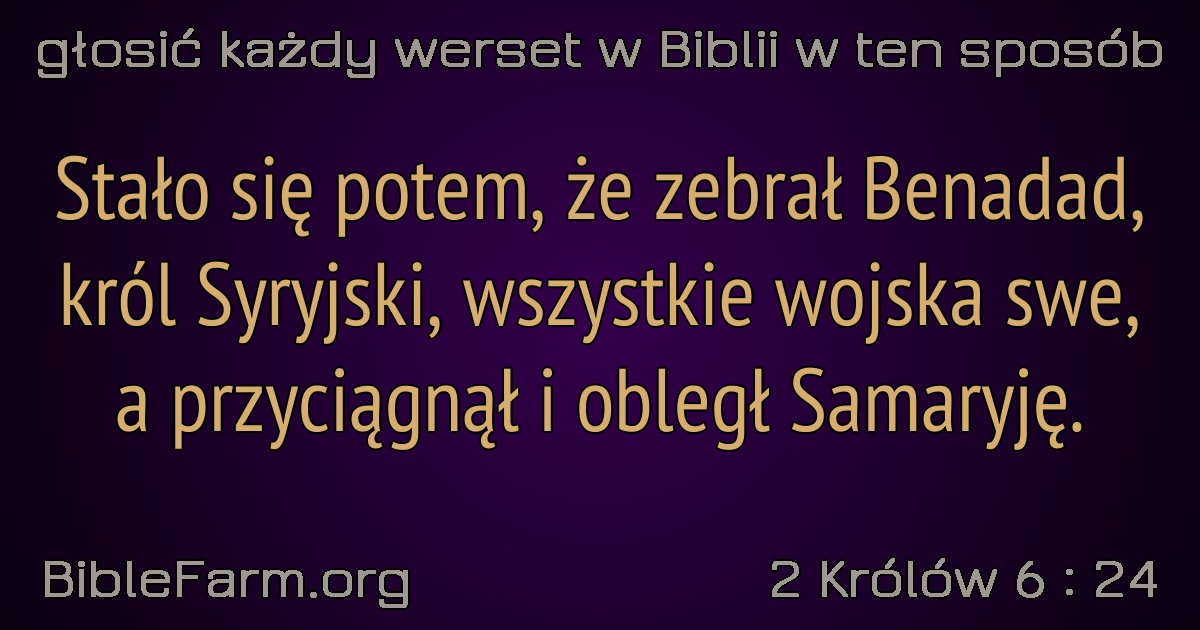 głosić każdy werset w Biblii w ten sposób
Stało się potem, że zebrał Benadad,
król Syryjski, wszystkie wojska swe,
a przyciągnął i obległ Samaryję.
BibleFarm.org
2 Królów 6 : 24